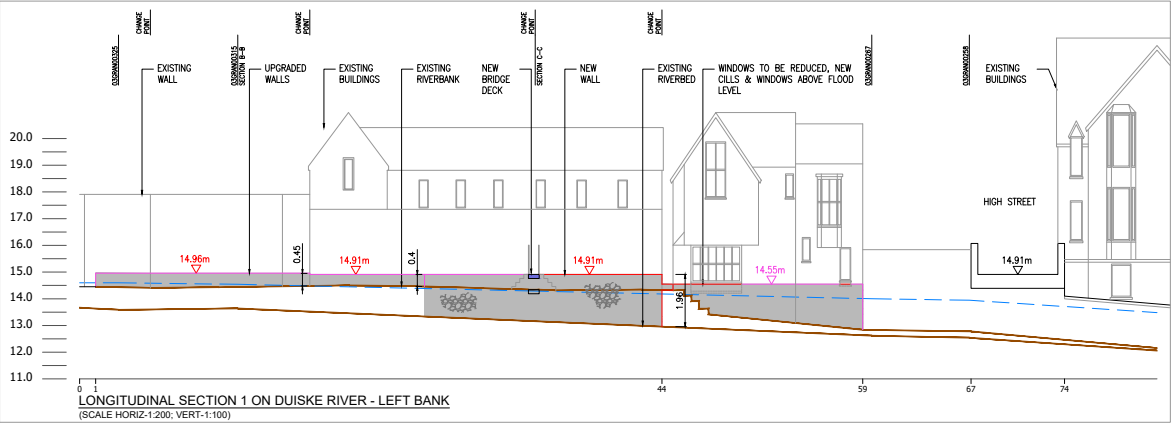 CHANGE
POINT
CHANGE
POINT
CHANGE
POINT
CHANGE
POINT
03GRAN00325
03GRAN00315
SECTION B-B
SECTION C-C
03GRAN00267
03GRAN00258
EXISTING
WALL
UPGRADED
WALLS
EXISTING
BUILDINGS
EXISTING
RIVERBANK
NEW
BRIDGE
DECK
NEW
WALL
EXISTING
RIVERBED
WINDOWS TO BE REDUCED, NEW
CILLS & WINDOWS ABOVE FLOOD
LEVEL
EXISTING
BUILDINGS
20.0
19.0
18.0
17.0
16.0
15.0
14.0
13.0
12.0
11.0
HIGH STREET
14.96m
0.45
14.91m
0.4
14.91m
1.96
14.55m
14.91m
0 1 44 59 67 74
LONGITUDINAL SECTION 1 ON DUISKE RIVER - LEFT BANK
(SCALE HORIZ-1:200; VERT-1:100)